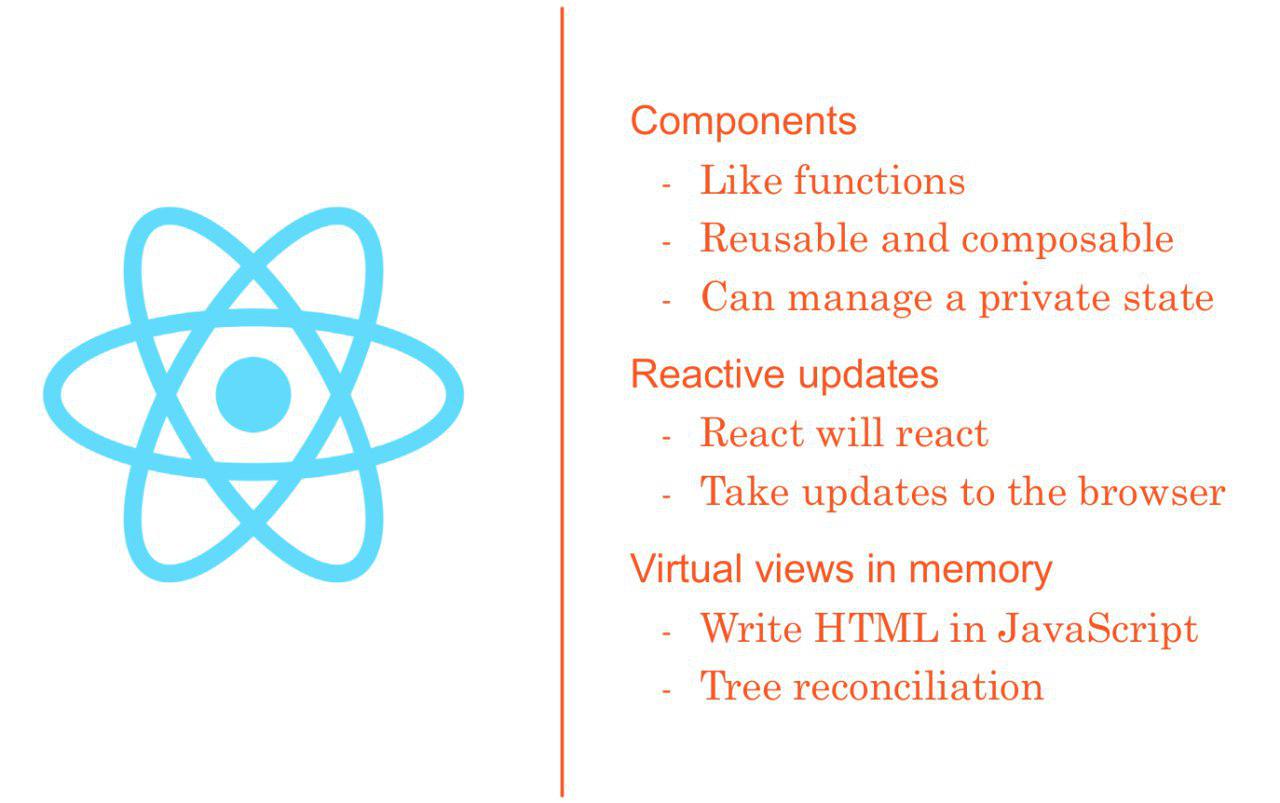 Components
- Like functions
- Reusable and composable
- Can manage a private state
Reactive updates
- React will react
- Take updates to the browser
Virtual views in memory
- Write HTML in JavaScript
- Tree reconciliation